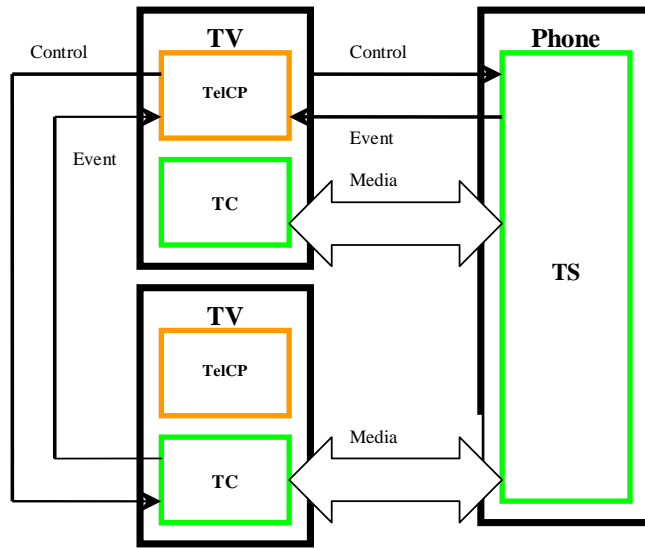 TV
Phone
Control
Control
TelCP
Event
Event
Media
TC
TS
TV
TelCP
Media
TC